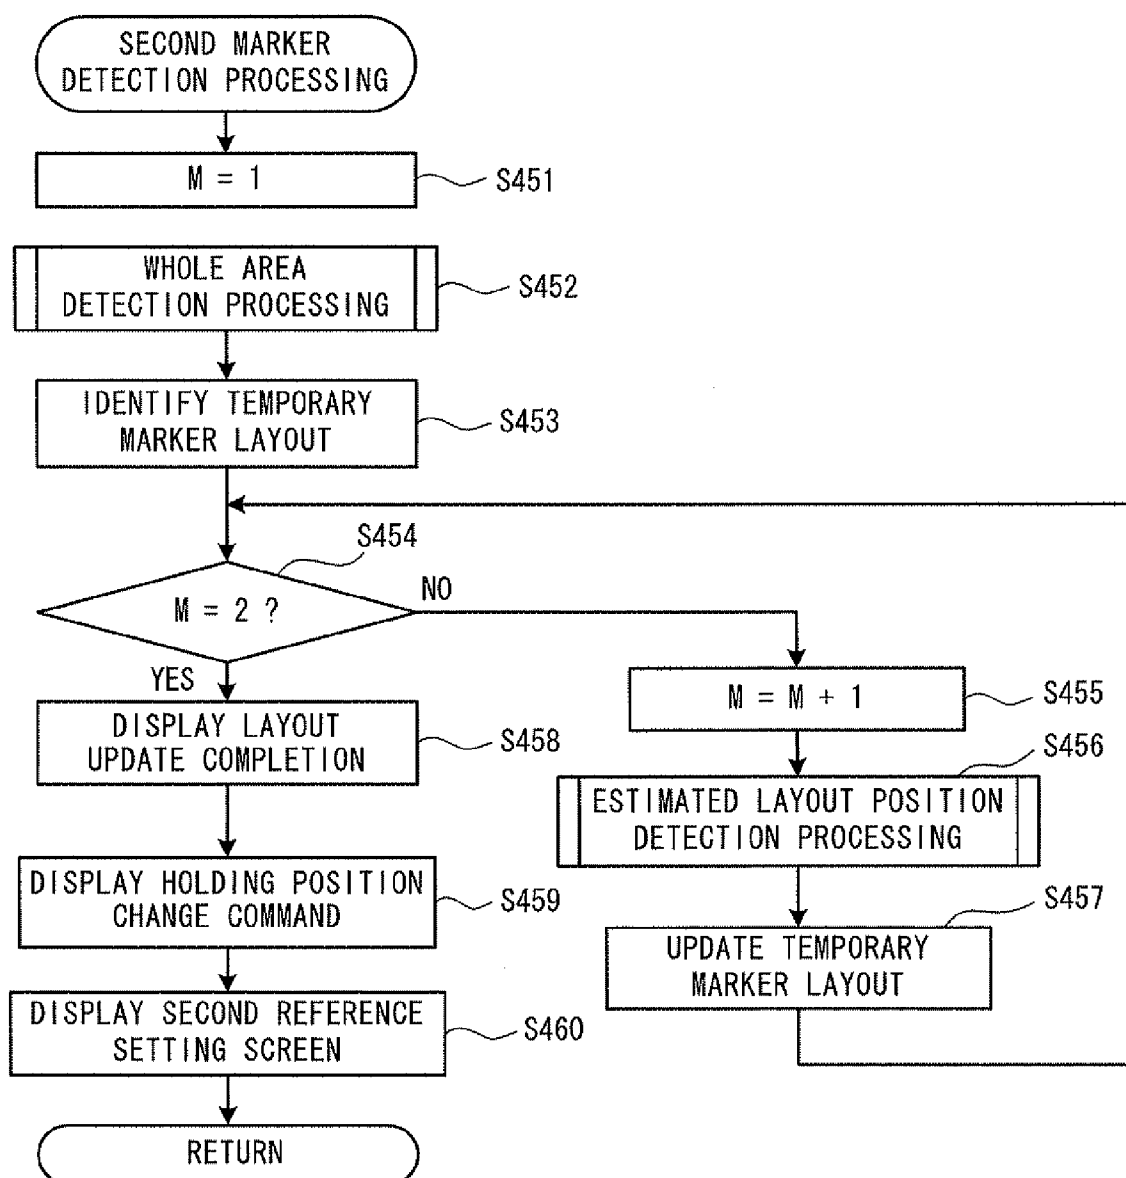 SECOND MARKER
DETECTION PROCESSING
M = 1
S451
WHOLE AREA
DETECTION PROCESSING
S452
IDENTIFY TEMPORARY
MARKER LAYOUT
S453
S454
M = 2 ?
NO
YES
M = M + 1
S455
DISPLAY LAYOUT
UPDATE COMPLETION
S458
S456
ESTIMATED LAYOUT POSITION
DETECTION PROCESSING
DISPLAY HOLDING POSITION
CHANGE COMMAND
S459
S457
UPDATE TEMPORARY
MARKER LAYOUT
DISPLAY SECOND REFERENCE
SETTING SCREEN
S460
RETURN